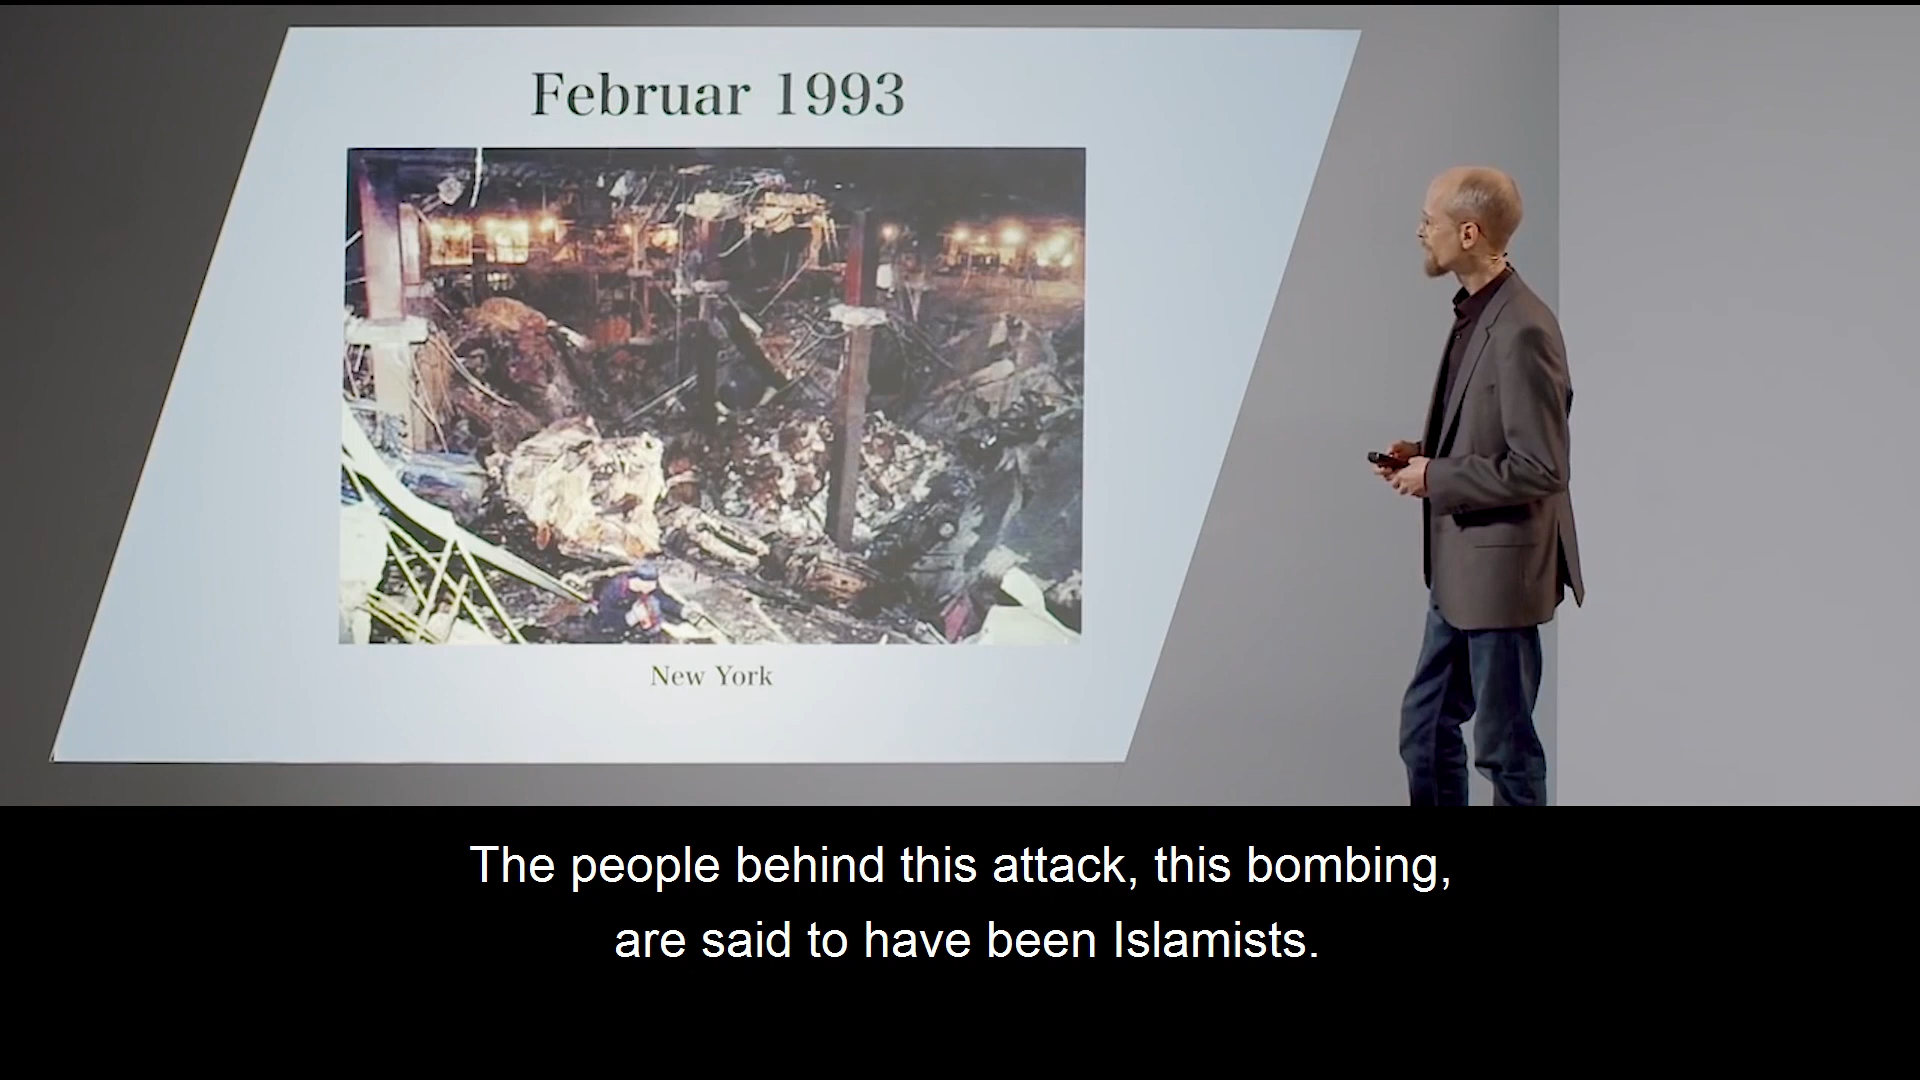 Februar 1993
New York
The people behind this attack, this bombing,
are said to have been Islamists.